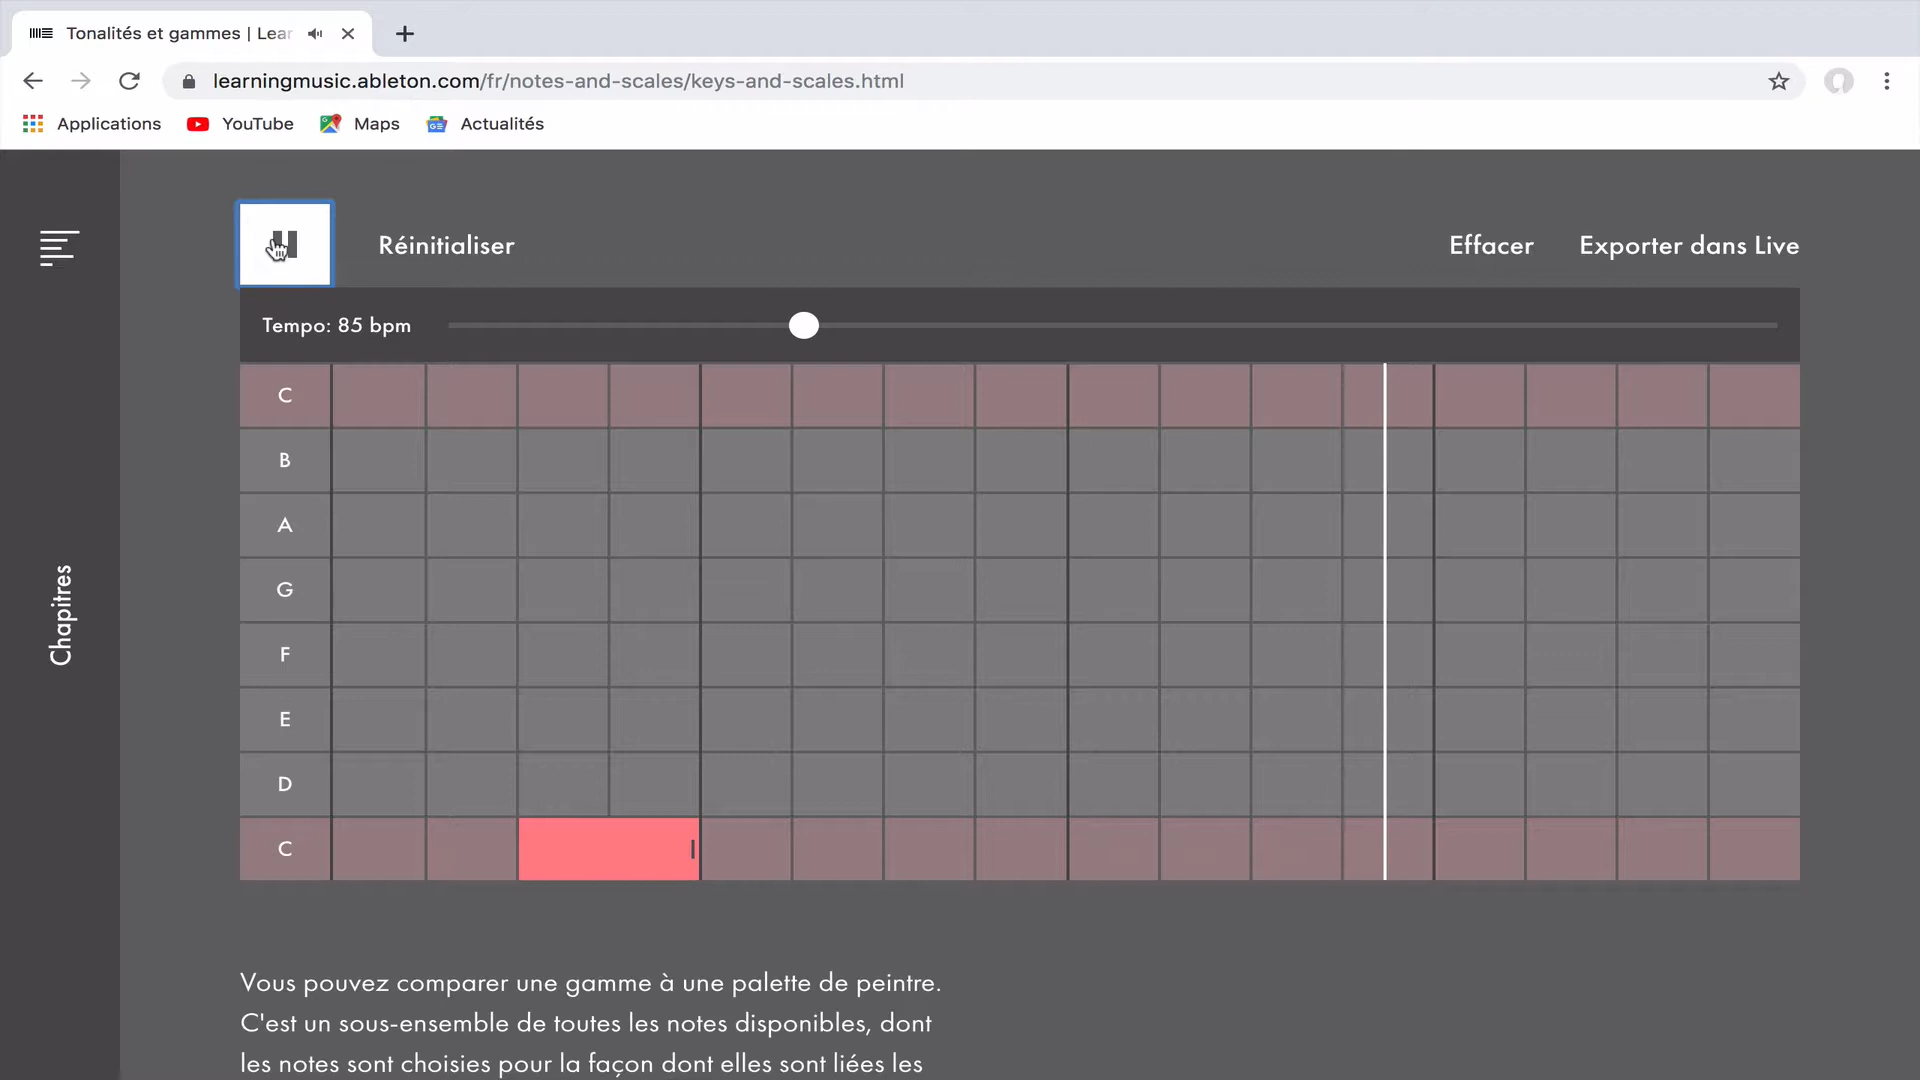 Tonalités et gammes | Lear
learningmusic.ableton.com/fr/notes-and-scales/keys-and-scales.html
Applications YouTube Maps Actualités
Réinitialiser Effacer Exporter dans Live
Tempo: 85 bpm
C
B
A
G
F
E
D
C
Chapitres
Vous pouvez comparer une gamme à une palette de peintre.
C'est un sous-ensemble de toutes les notes disponibles, dont
les notes sont choisies pour la façon dont elles sont liées les